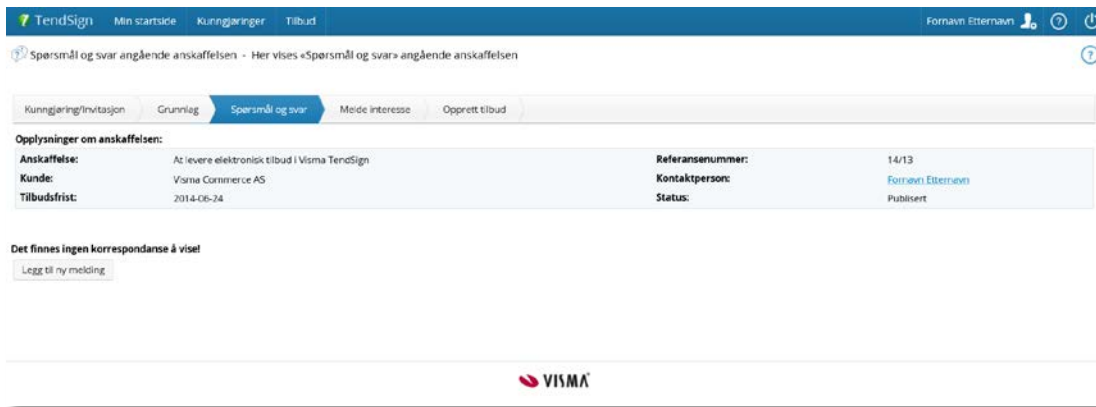 TendSign Min startside Kunngjøringer Tilbud Fornavn Etternavn
Spørsmål og svar angående anskaffelsen - Her vises «Spørsmål og svar» angående anskaffelsen
Kunngjøring/Invitasjon Grunnlag Spørsmål og svar Melde interesse Opprett tilbud
Opplysninger om anskaffelsen:
Anskaffelse: At levere elektronisk tilbud i Visma TendSign Referansenummer: 14/13
Kunde: Visma Commerce AS Kontaktperson: Fornavn Etternavn
Tilbudsfrist: 2014-06-24 Status: Publisert
Det finnes ingen korrespondanse å vise!
Legg til ny melding
VISMA